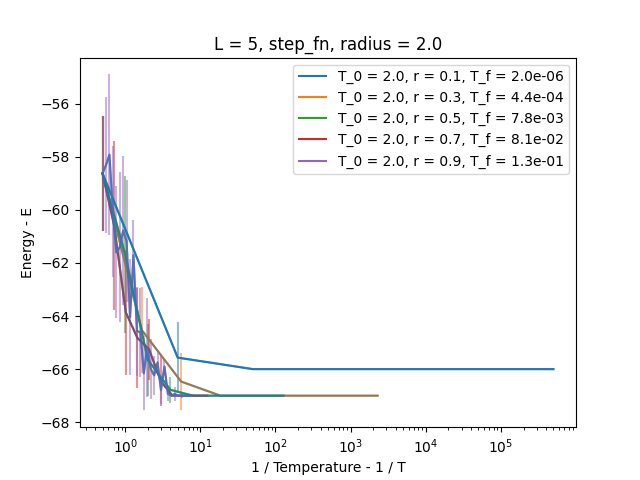 L = 5, step_fn, radius = 2.0
T_0 = 2.0, r = 0.1, T_f = 2.0e-06
T_0 = 2.0, r = 0.3, T_f = 4.4e-04
T_0 = 2.0, r = 0.5, T_f = 7.8e-03
T_0 = 2.0, r = 0.7, T_f = 8.1e-02
T_0 = 2.0, r = 0.9, T_f = 1.3e-01
Energy - E
−56
−58
−60
−62
−64
−66
−68
10⁰ 10¹ 10² 10³ 10⁴ 10⁵
1 / Temperature - 1 / T